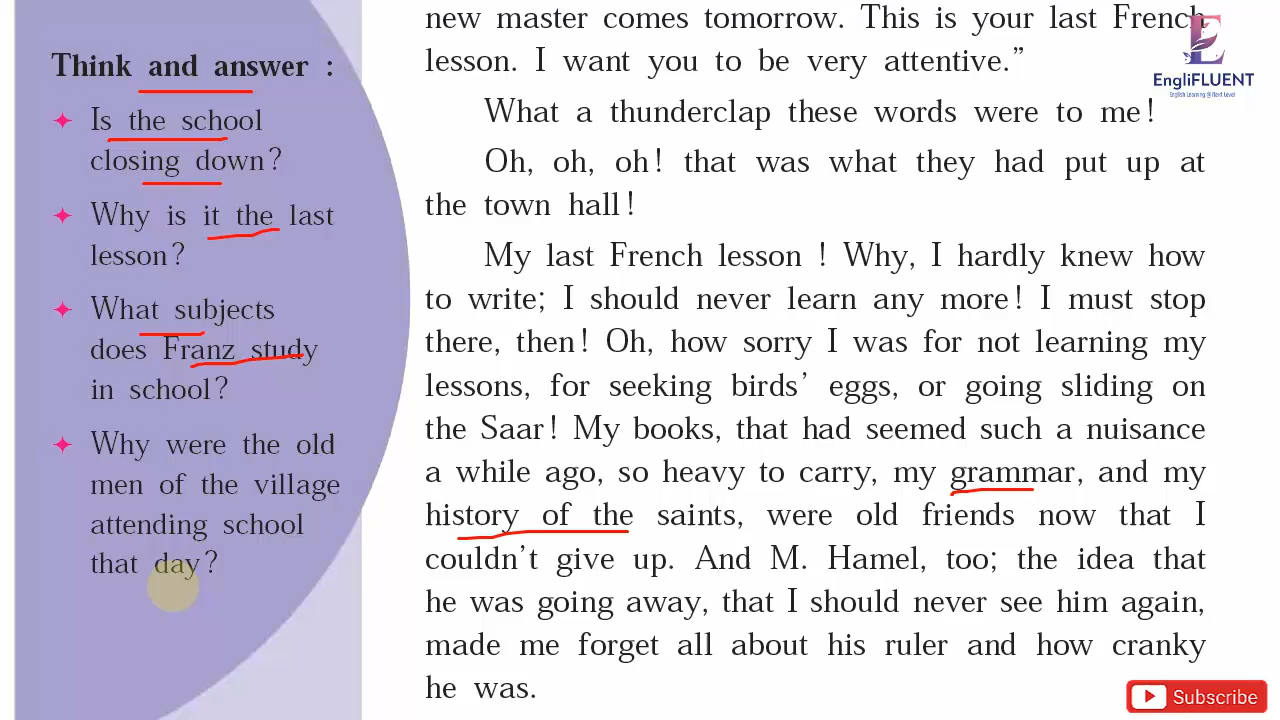 Think and answer :
✦ Is the school
closing down?
✦ Why is it the last
lesson?
✦ What subjects
does Franz study
in school?
✦ Why were the old
men of the village
attending school
that day?
new master comes tomorrow. This is your last French
lesson. I want you to be very attentive.”
What a thunderclap these words were to me!
Oh, oh, oh! that was what they had put up at
the town hall!
My last French lesson ! Why, I hardly knew how
to write; I should never learn any more! I must stop
there, then! Oh, how sorry I was for not learning my
lessons, for seeking birds’ eggs, or going sliding on
the Saar! My books, that had seemed such a nuisance
a while ago, so heavy to carry, my grammar, and my
history of the saints, were old friends now that I
couldn’t give up. And M. Hamel, too; the idea that
he was going away, that I should never see him again,
made me forget all about his ruler and how cranky
he was.
EngliFLUENT
English Learning @Next Level
Subscribe